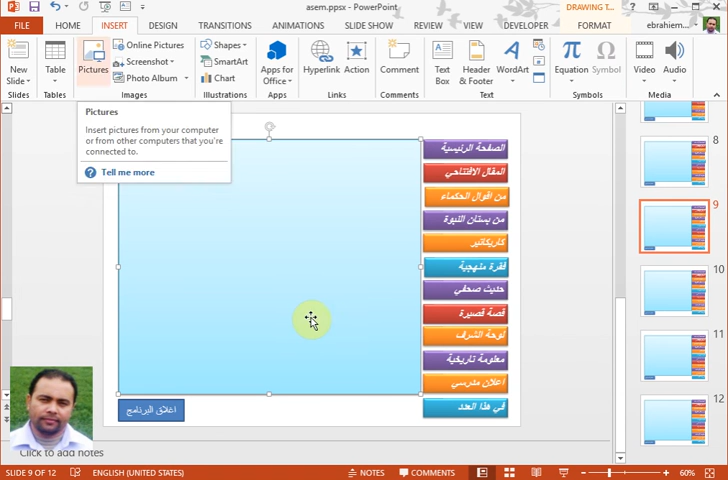 asem.ppsx - PowerPoint
DRAWING T...
FILE
HOME
INSERT
DESIGN
TRANSITIONS
ANIMATIONS
SLIDE SHOW
REVIEW
VIEW
DEVELOPER
FORMAT
ebrahiem...
New
Slide
Table
Pictures
Online Pictures
Screenshot
Photo Album
Shapes
SmartArt
Chart
Apps for
Office
Hyperlink
Action
Comment
Text
Box
Header
& Footer
WordArt
Equation
Symbol
Video
Audio
Tables
Images
Illustrations
Apps
Links
Comments
Text
Symbols
Media
Pictures
Insert pictures from your computer
or from other computers that you're
connected to.
? Tell me more
الصفحة الرئيسية
المقال الافتتاحي
من أقوال الحكماء
من بستان النبوة
كاريكاتير
فقرة منهجية
حديث صحفي
قصة قصيرة
لوحة الشرف
معلومة تاريخية
اعلان مدرسي
في هذا العدد
اغلاق البرنامج
8
9
10
11
12
Click to add notes
SLIDE 9 OF 12
ENGLISH (UNITED STATES)
NOTES
COMMENTS
60%